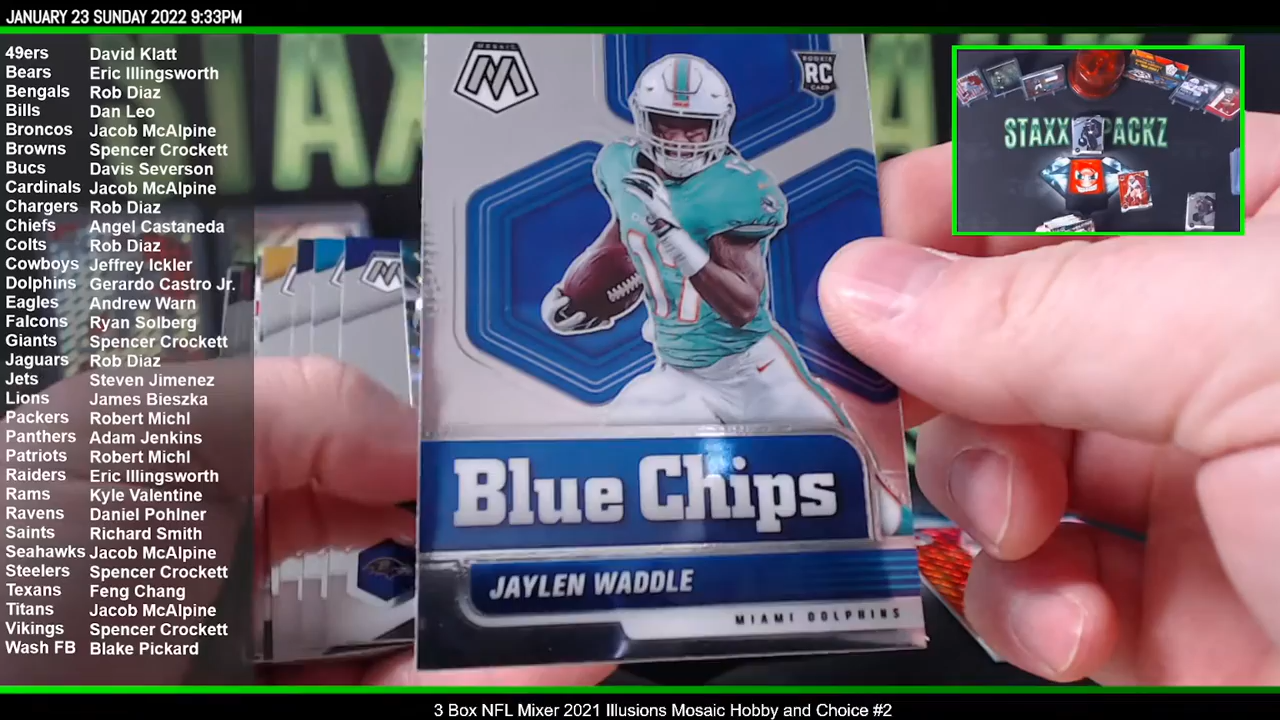 JANUARY 23 SUNDAY 2022 9:33PM
49ers David Klatt
Bears Eric Illingsworth
Bengals Rob Diaz
Bills Dan Leo
Broncos Jacob McAlpine
Browns Spencer Crockett
Bucs Davis Severson
Cardinals Jacob McAlpine
Chargers Rob Diaz
Chiefs Angel Castaneda
Colts Rob Diaz
Cowboys Jeffrey Ickler
Dolphins Gerardo Castro Jr.
Eagles Andrew Warn
Falcons Ryan Solberg
Giants Spencer Crockett
Jaguars Rob Diaz
Jets Steven Jimenez
Lions James Bieszka
Packers Robert Michl
Panthers Adam Jenkins
Patriots Robert Michl
Raiders Eric Illingsworth
Rams Kyle Valentine
Ravens Daniel Pohlner
Saints Richard Smith
Seahawks Jacob McAlpine
Steelers Spencer Crockett
Texans Feng Chang
Titans Jacob McAlpine
Vikings Spencer Crockett
Wash FB Blake Pickard
MOSAIC
M
ROOKIE
RC
CARD
17
Blue Chips
JAYLEN WADDLE
MIAMI DOLPHINS
STAXX PACKZ
3 Box NFL Mixer 2021 Illusions Mosaic Hobby and Choice #2